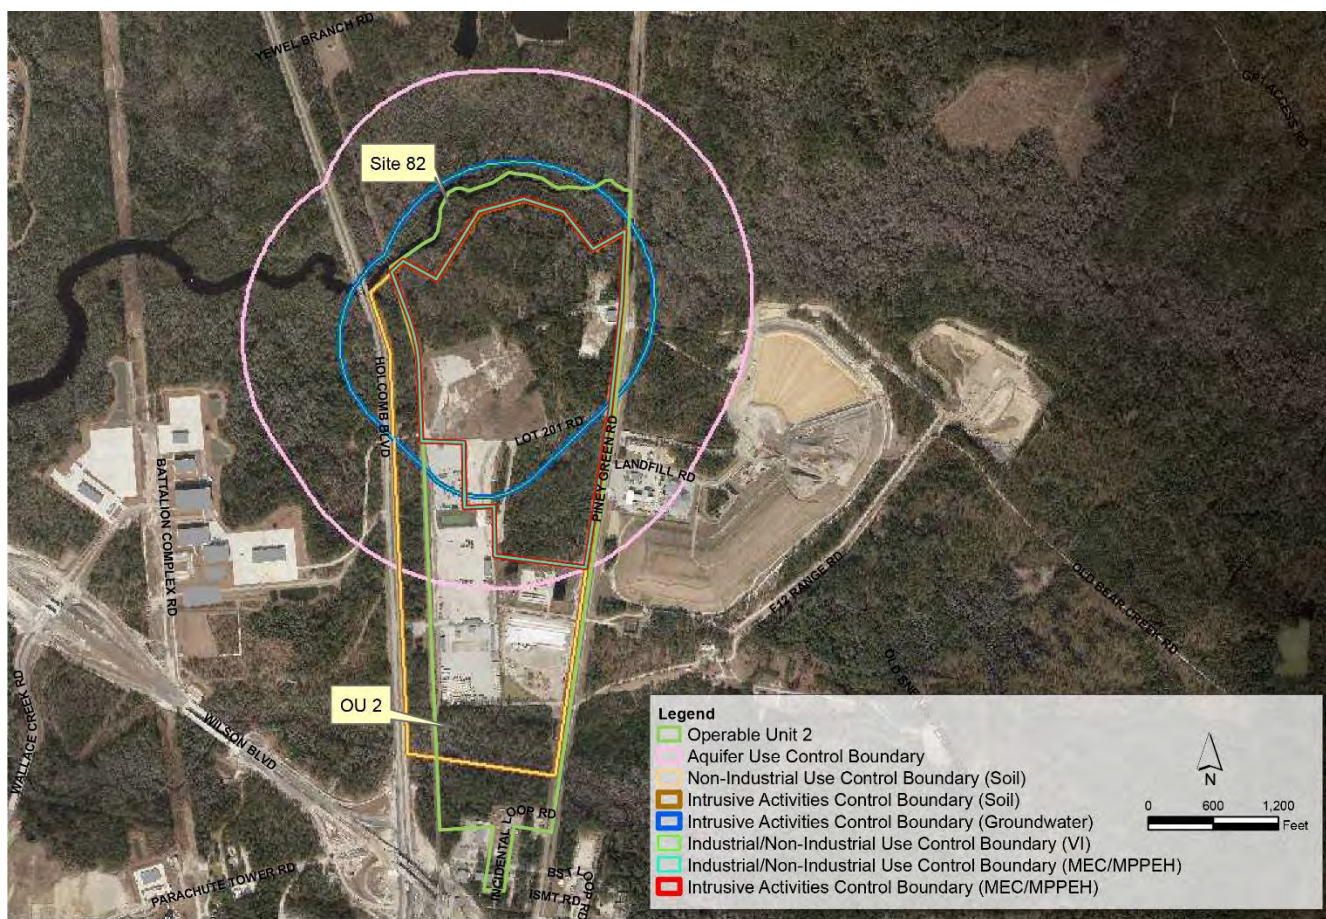 YEWEL BRANCH RD
GP1 ACCESS RD
Site 82
HOLCOMB BLVD
LOT 201 RD
PINEY GREEN RD
LANDFILL RD
BATTALION COMPLEX RD
F12 RANGE RD
OLD BEAR CREEK RD
WALLACE CREEK RD
WILSON BLVD
OU 2
INCIDENTAL LOOP RD
PARACHUTE TOWER RD
BST LOOP RD
ISMT RD
Legend
Operable Unit 2
Aquifer Use Control Boundary
Non-Industrial Use Control Boundary (Soil)
Intrusive Activities Control Boundary (Soil)
Intrusive Activities Control Boundary (Groundwater)
Industrial/Non-Industrial Use Control Boundary (VI)
Industrial/Non-Industrial Use Control Boundary (MEC/MPPEH)
Intrusive Activities Control Boundary (MEC/MPPEH)
N
0 600 1,200
Feet